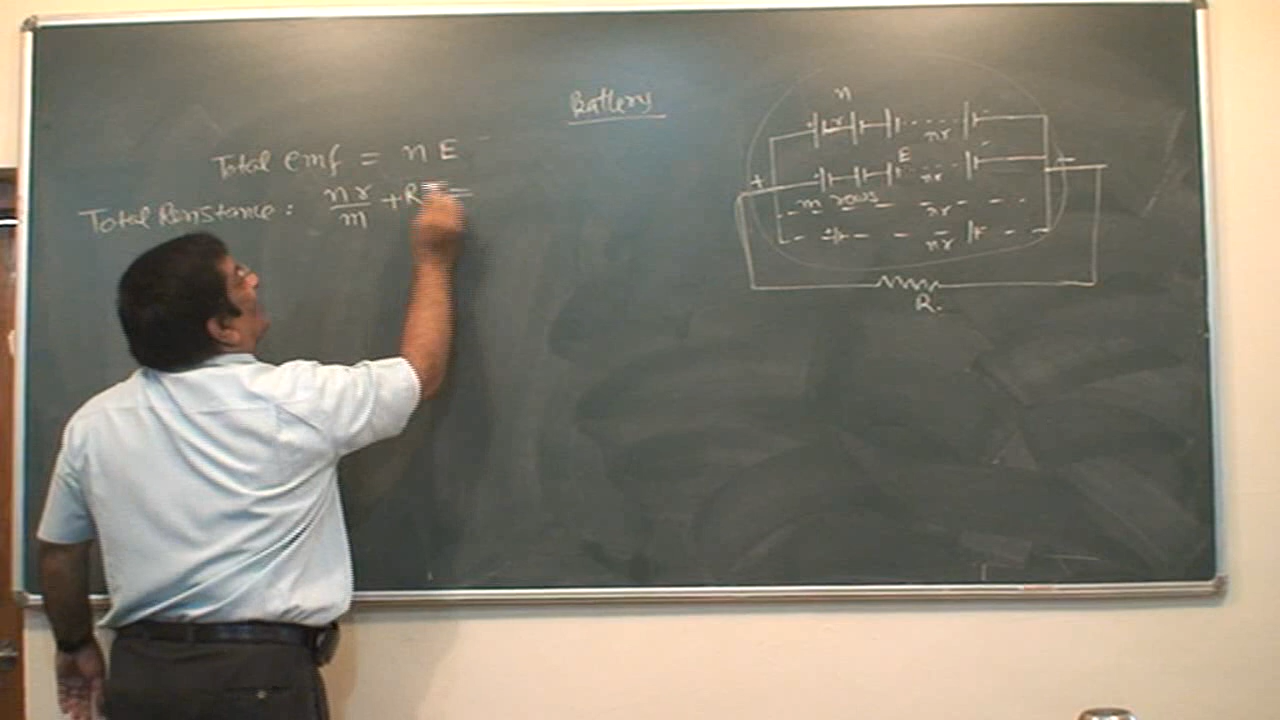 Battery
Total emf = n E
Total Resistance : nr/m + R =
n
+ r nr -
+ E nr - -
+ m rows nr
+ nr
R.